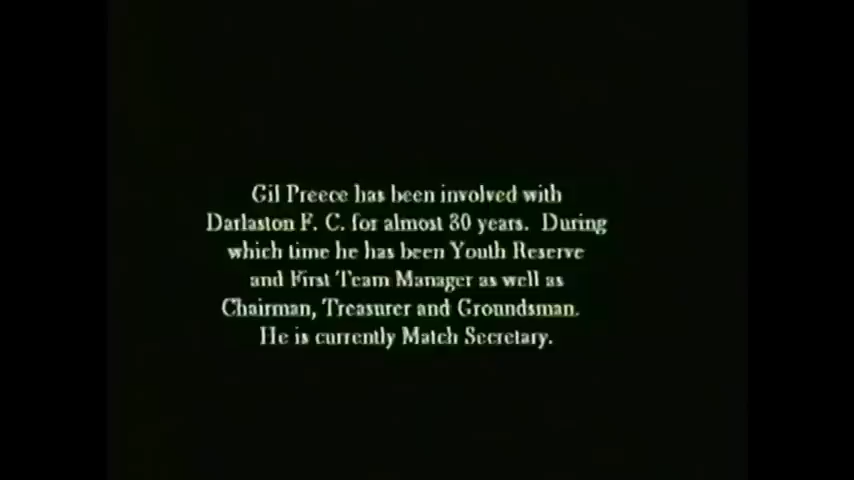 Gil Preece has been involved with
Darlaston F. C. for almost 30 years. During
which time he has been Youth Reserve
and First Team Manager as well as
Chairman, Treasurer and Groundsman.
He is currently Match Secretary.